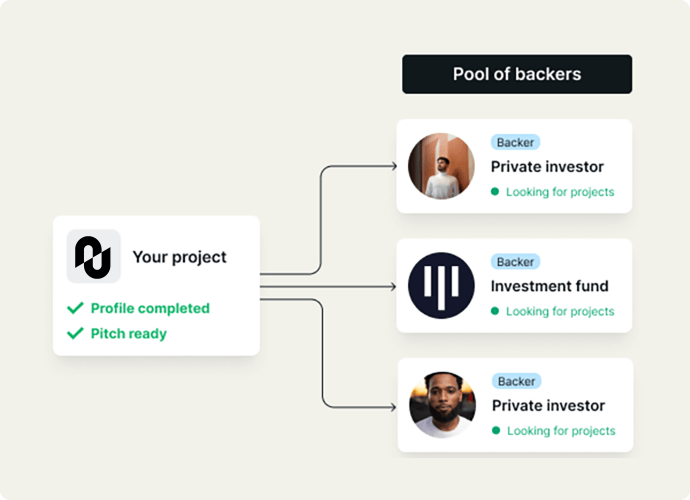 Pool of backers
Backer
Private investor
Looking for projects
Your project
Profile completed
Pitch ready
Backer
Investment fund
Looking for projects
Backer
Private investor
Looking for projects